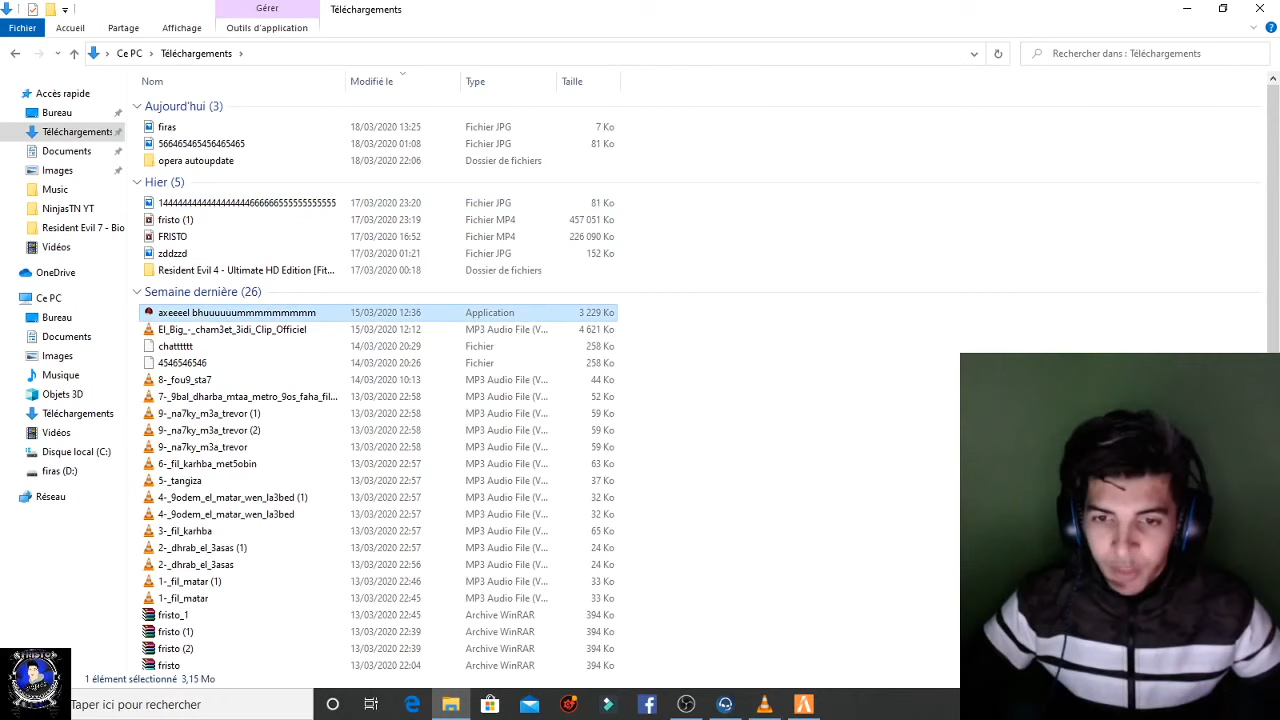 Gérer
Téléchargements
Fichier
Accueil
Partage
Affichage
Outils d'application
Ce PC > Téléchargements >
Rechercher dans : Téléchargements
Nom
Modifié le
Type
Taille
Accès rapide
Bureau
Téléchargements
Documents
Images
Music
NinjasTN YT
Resident Evil 7 - Bio
Vidéos
OneDrive
Ce PC
Bureau
Documents
Images
Musique
Objets 3D
Téléchargements
Vidéos
Disque local (C:)
firas (D:)
Réseau
Aujourd'hui (3)
firas 18/03/2020 13:25 Fichier JPG 7 Ko
566465465456465465 18/03/2020 01:08 Fichier JPG 81 Ko
opera autoupdate 18/03/2020 22:06 Dossier de fichiers
Hier (5)
17/03/2020 23:20 Fichier JPG 81 Ko
fristo (1) 17/03/2020 23:19 Fichier MP4 457 051 Ko
FRISTO 17/03/2020 16:52 Fichier MP4 226 090 Ko
zddzzd 17/03/2020 01:21 Fichier JPG 152 Ko
Resident Evil 4 - Ultimate HD Edition [Fit... 17/03/2020 00:18 Dossier de fichiers
Semaine dernière (26)
axeeeel bhuuuuuummmmmmmmmm 15/03/2020 12:36 Application 3 229 Ko
El_Big_-_cham3et_3idi_Clip_Officiel 15/03/2020 12:12 MP3 Audio File (V... 4 621 Ko
chatttttt 14/03/2020 20:29 Fichier 258 Ko
4546546546 14/03/2020 20:26 Fichier 258 Ko
8-_fou9_sta7 14/03/2020 10:13 MP3 Audio File (V... 44 Ko
7-_9bal_dharba_mtaa_metro_9os_faha_fil... 13/03/2020 22:58 MP3 Audio File (V... 52 Ko
9-_na7ky_m3a_trevor (1) 13/03/2020 22:58 MP3 Audio File (V... 59 Ko
9-_na7ky_m3a_trevor (2) 13/03/2020 22:58 MP3 Audio File (V... 59 Ko
9-_na7ky_m3a_trevor 13/03/2020 22:58 MP3 Audio File (V... 59 Ko
6-_fil_karhba_met5obin 13/03/2020 22:57 MP3 Audio File (V... 63 Ko
5-_tangiza 13/03/2020 22:57 MP3 Audio File (V... 37 Ko
4-_9odem_el_matar_wen_la3bed (1) 13/03/2020 22:57 MP3 Audio File (V... 32 Ko
4-_9odem_el_matar_wen_la3bed 13/03/2020 22:57 MP3 Audio File (V... 32 Ko
3-_fil_karhba 13/03/2020 22:57 MP3 Audio File (V... 65 Ko
2-_dhrab_el_3asas (1) 13/03/2020 22:57 MP3 Audio File (V... 24 Ko
2-_dhrab_el_3asas 13/03/2020 22:56 MP3 Audio File (V... 24 Ko
1-_fil_matar (1) 13/03/2020 22:46 MP3 Audio File (V... 33 Ko
1-_fil_matar 13/03/2020 22:45 MP3 Audio File (V... 33 Ko
fristo_1 13/03/2020 22:45 Archive WinRAR 394 Ko
fristo (1) 13/03/2020 22:39 Archive WinRAR 394 Ko
fristo (2) 13/03/2020 22:39 Archive WinRAR 394 Ko
fristo 13/03/2020 22:04 Archive WinRAR 394 Ko
1 élément sélectionné 3,15 Mo
FRISTO
Taper ici pour rechercher